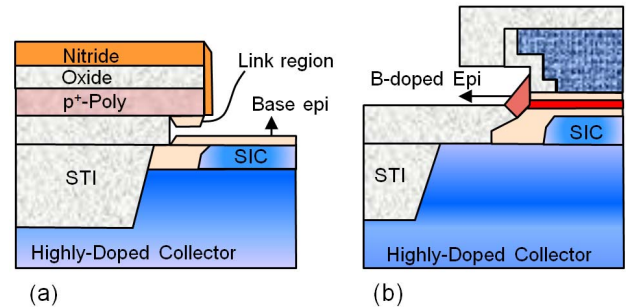 Nitride
Oxide
p⁺-Poly
Link region
Base epi
SIC
STI
Highly-Doped Collector
(a)
B-doped Epi
SIC
STI
Highly-Doped Collector
(b)